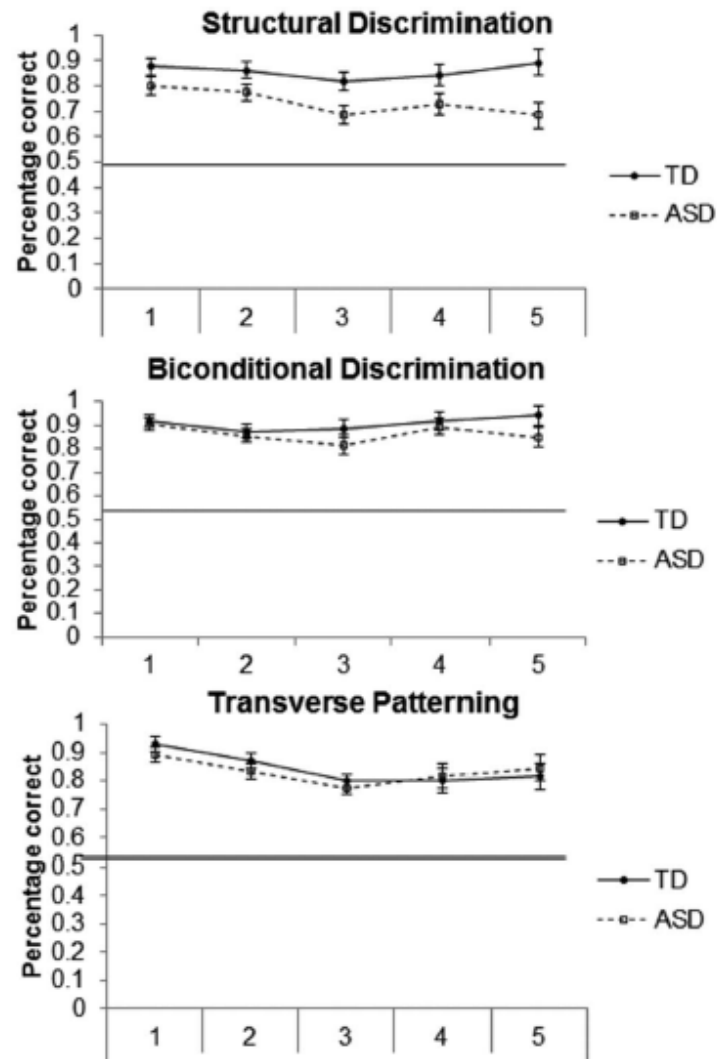 Structural Discrimination
Percentage correct
1
0.9
0.8
0.7
0.6
0.5
0.4
0.3
0.2
0.1
0
1 2 3 4 5
TD
ASD
Biconditional Discrimination
Percentage correct
1
0.9
0.8
0.7
0.6
0.5
0.4
0.3
0.2
0.1
0
1 2 3 4 5
TD
ASD
Transverse Patterning
Percentage correct
1
0.9
0.8
0.7
0.6
0.5
0.4
0.3
0.2
0.1
0
1 2 3 4 5
TD
ASD